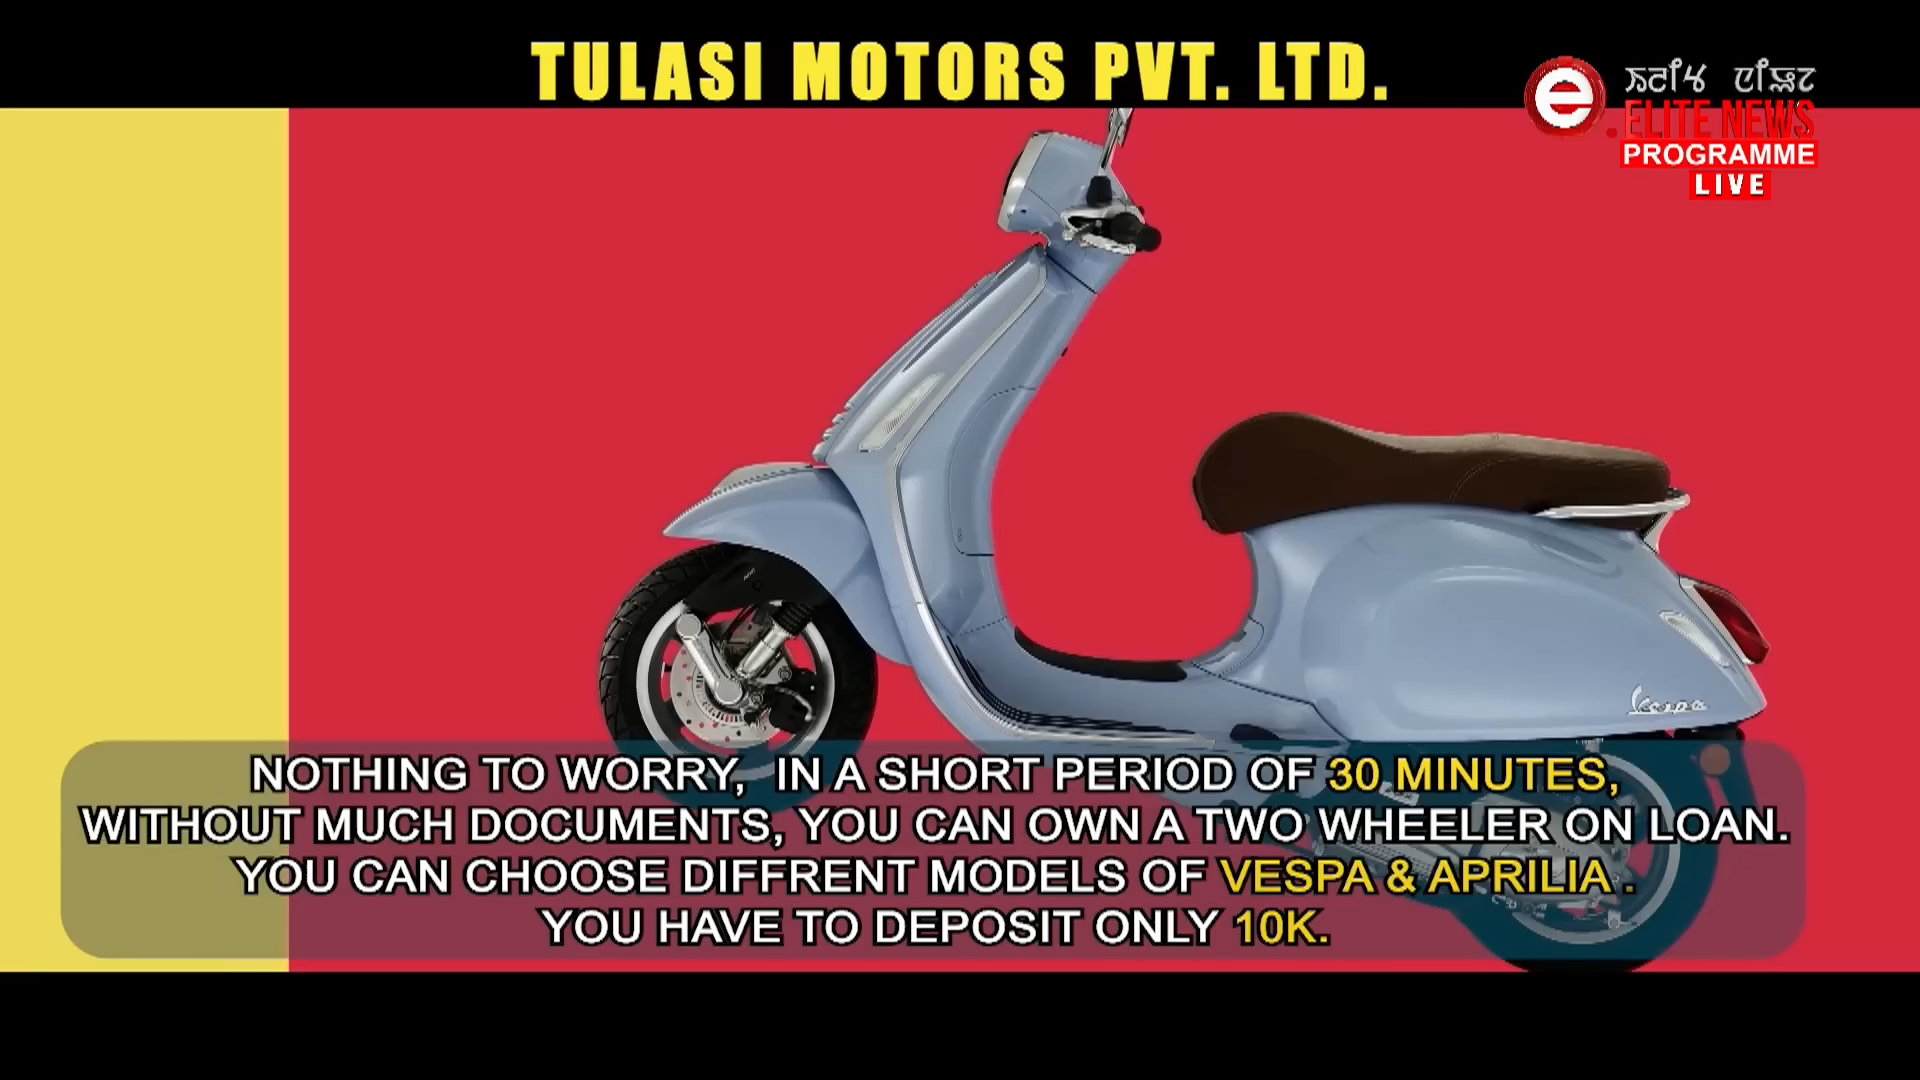 TULASI MOTORS PVT. LTD.
e
ELITE NEWS
PROGRAMME
LIVE
Vespa
NOTHING TO WORRY, IN A SHORT PERIOD OF 30 MINUTES,
WITHOUT MUCH DOCUMENTS, YOU CAN OWN A TWO WHEELER ON LOAN.
YOU CAN CHOOSE DIFFRENT MODELS OF VESPA & APRILIA .
YOU HAVE TO DEPOSIT ONLY 10K.